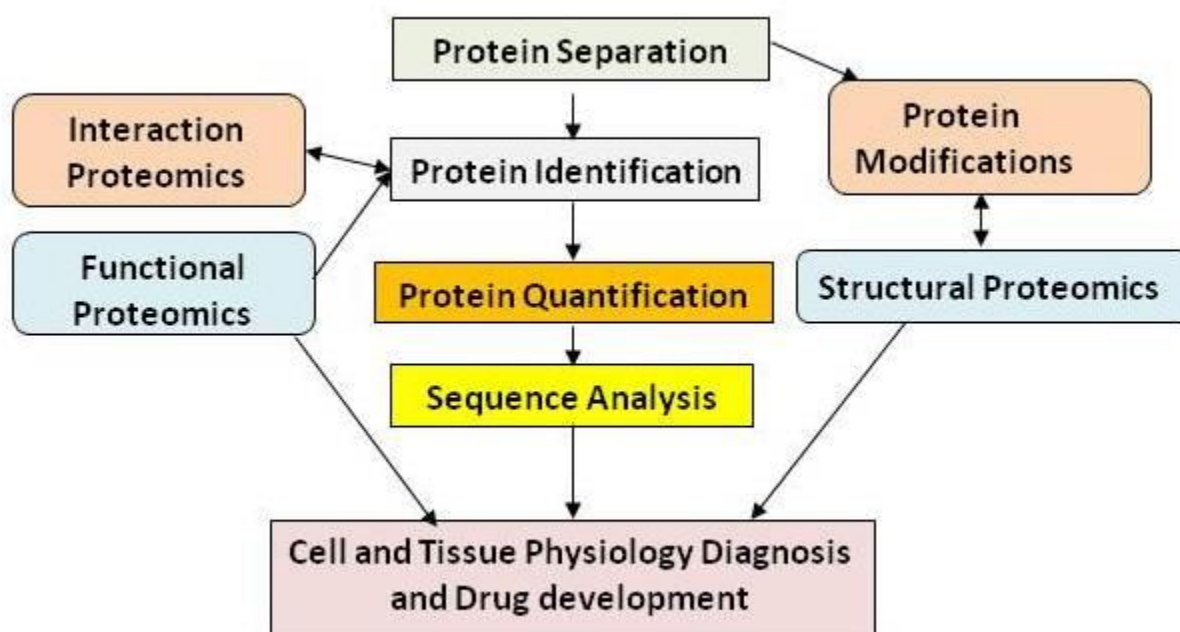 Protein Separation
Interaction
Proteomics
Protein
Modifications
Protein Identification
Functional
Proteomics
Protein Quantification
Structural Proteomics
Sequence Analysis
Cell and Tissue Physiology Diagnosis
and Drug development